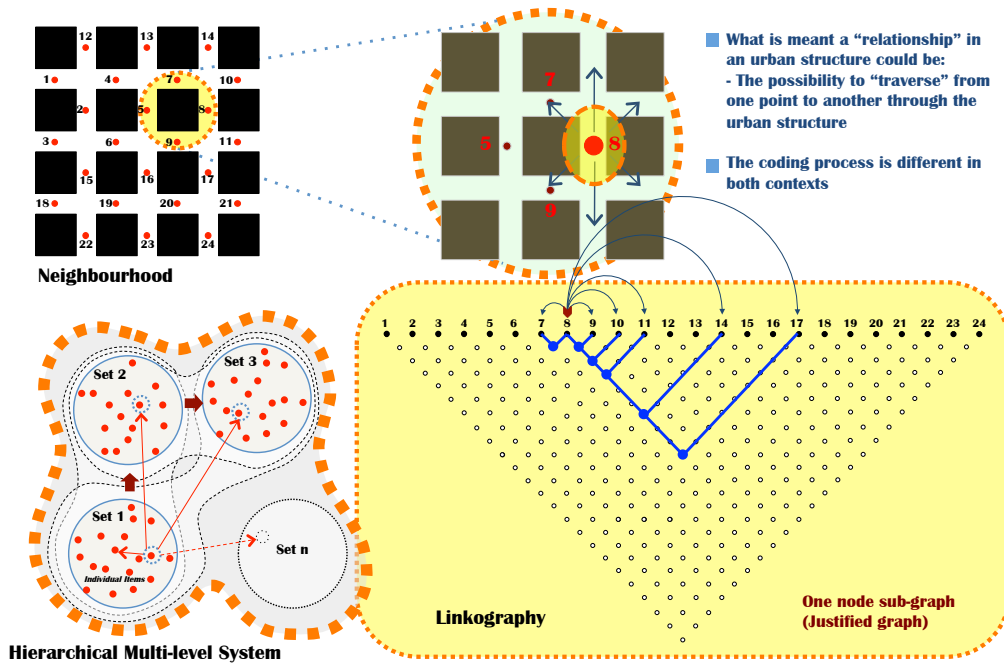 12 13 14
1 4 7 10
2 5 8
3 6 9 11
15 16 17
18 19 20 21
22 23 24
Neighbourhood
7
5 8
9
What is meant a “relationship” in
an urban structure could be:
- The possibility to “traverse” from
one point to another through the
urban structure
The coding process is different in
both contexts
1 2 3 4 5 6 7 8 9 10 11 12 13 14 15 16 17 18 19 20 21 22 23 24
Linkography
One node sub-graph
(Justified graph)
Set 2
Set 3
Set 1
Set n
Individual Items
Hierarchical Multi-level System